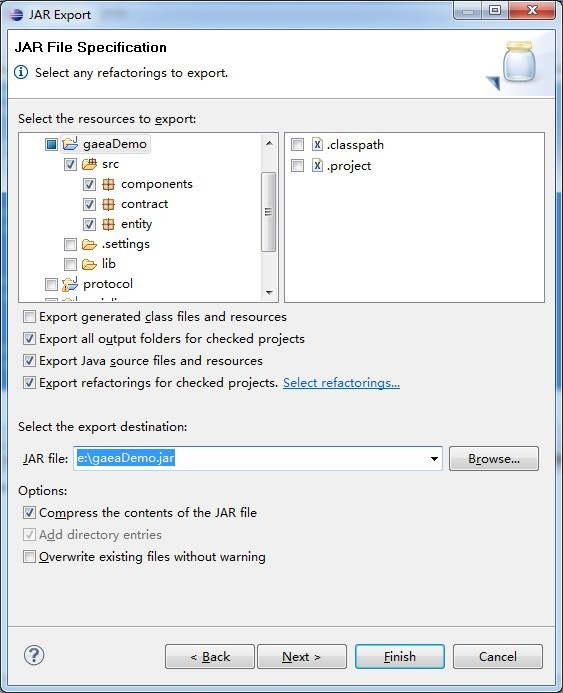 JAR Export
JAR File Specification
Select any refactorings to export.
Select the resources to export:
gaeaDemo
src
components
contract
entity
.settings
lib
protocol
.classpath
.project
Export generated class files and resources
Export all output folders for checked projects
Export Java source files and resources
Export refactorings for checked projects. Select refactorings...
Select the export destination:
JAR file: e:\gaeaDemo.jar Browse...
Options:
Compress the contents of the JAR file
Add directory entries
Overwrite existing files without warning
< Back Next > Finish Cancel